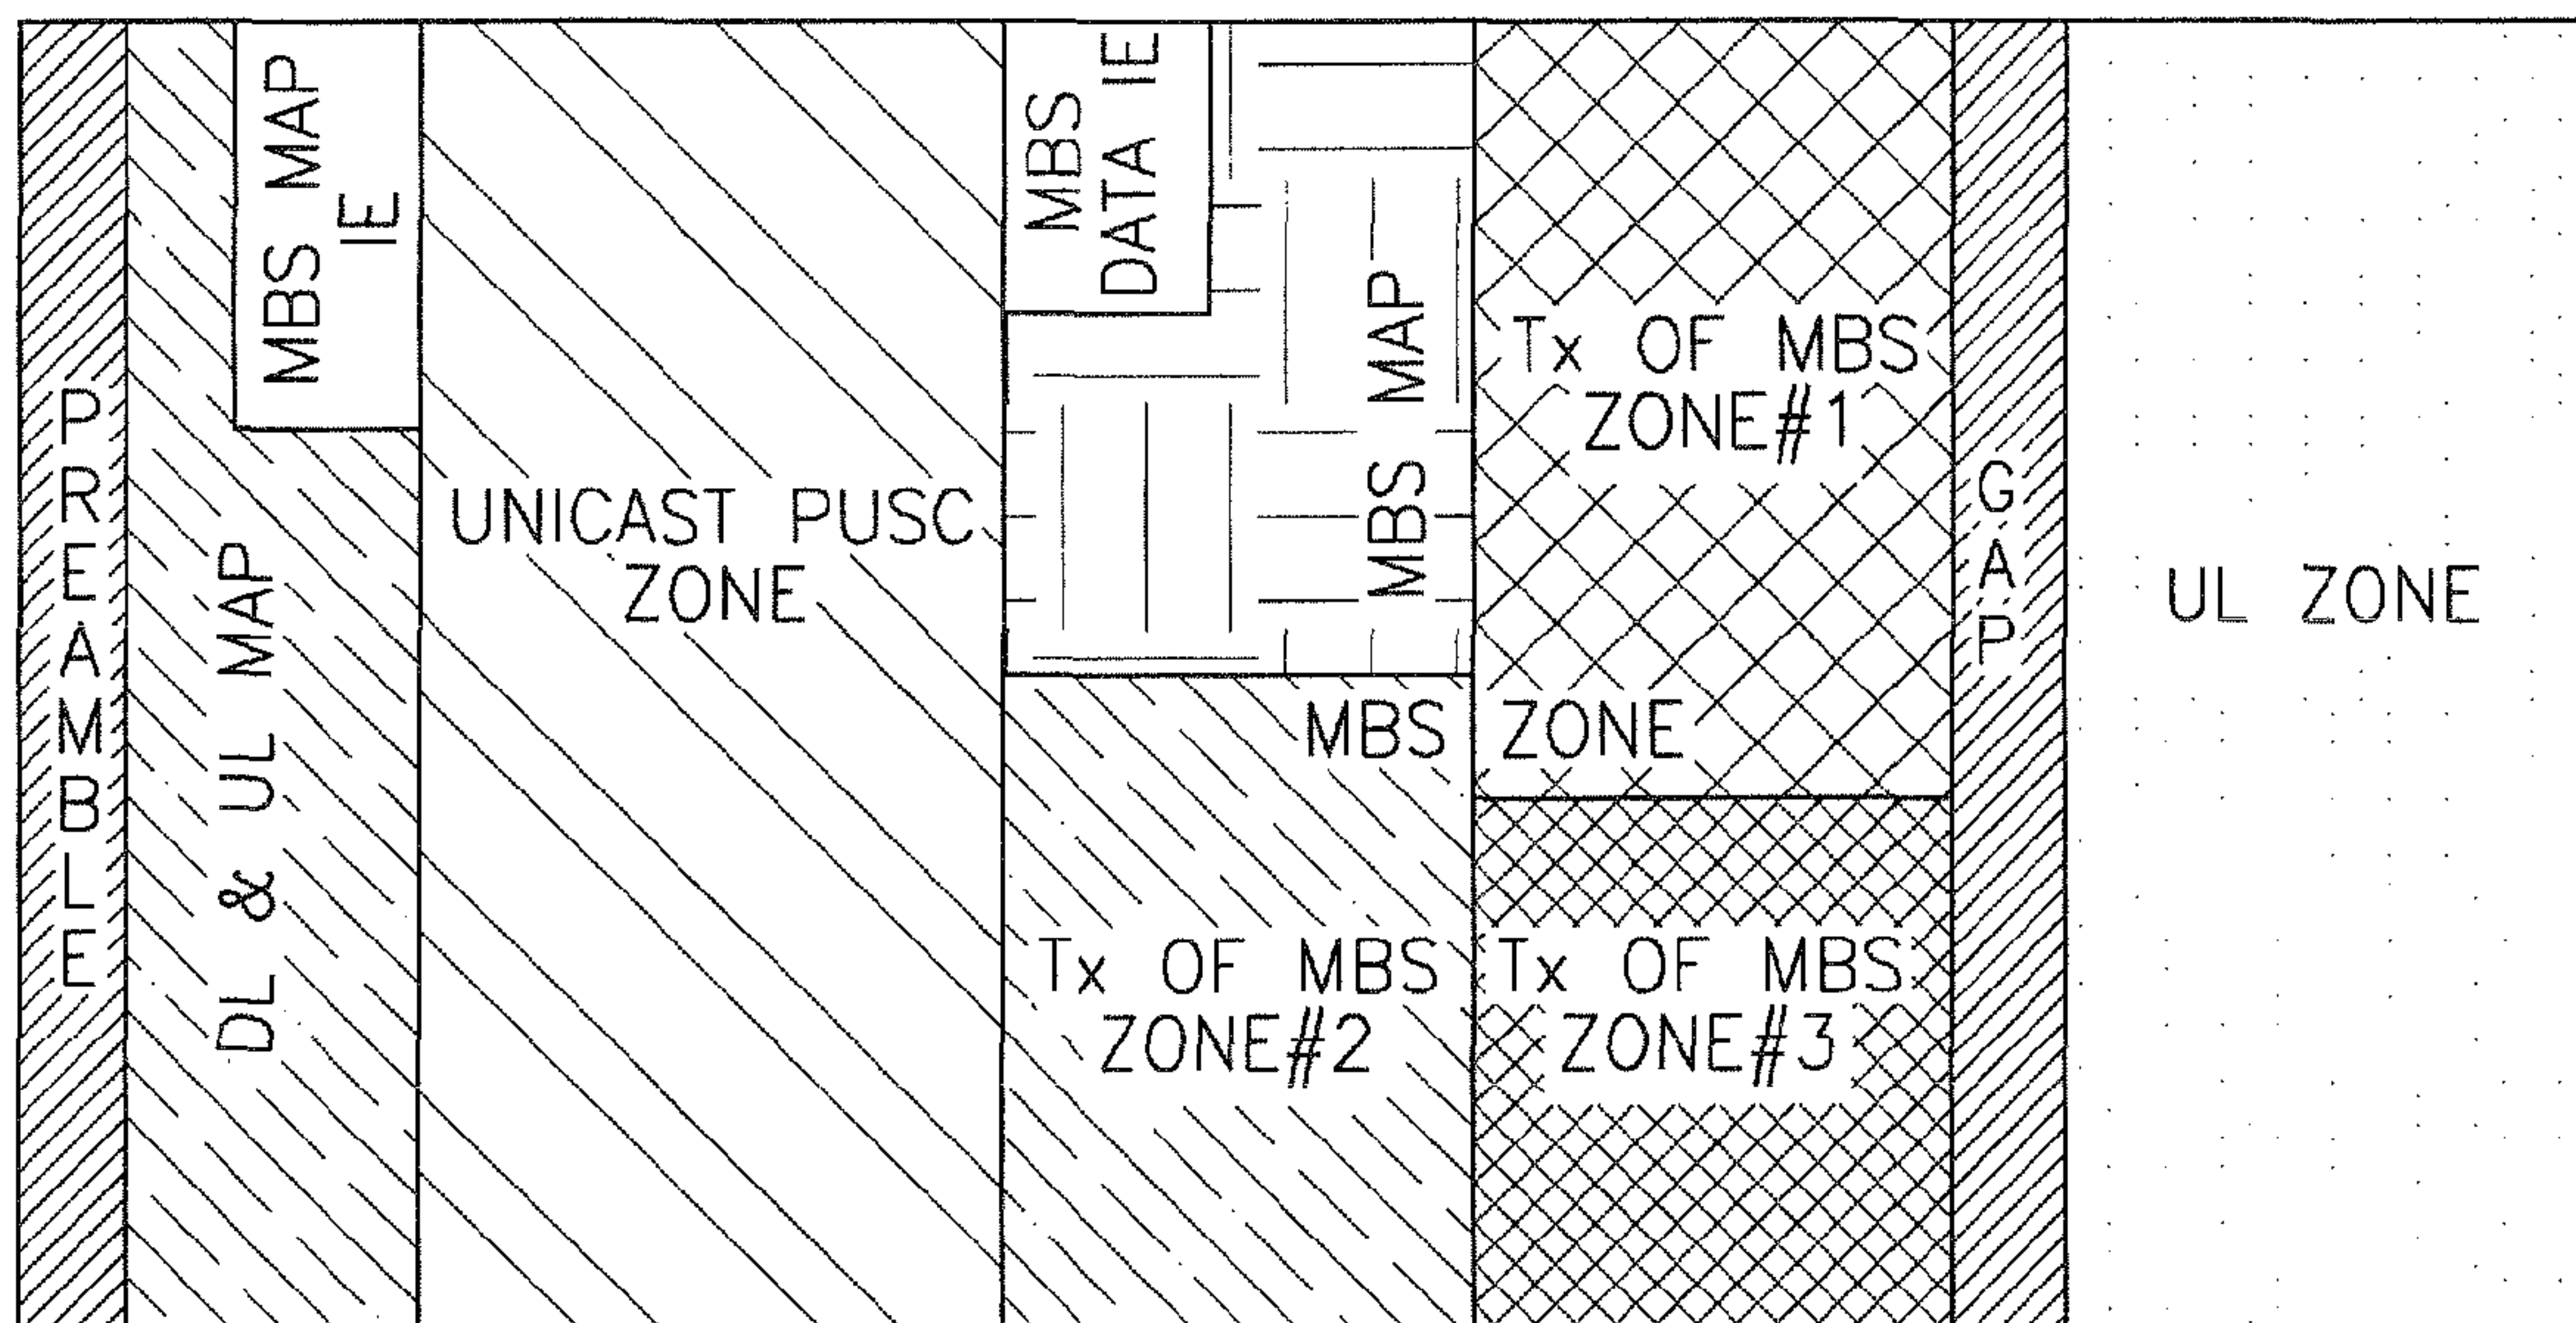 PREAMBLE
DL & UL MAP
MBS MAP
IE
UNICAST PUSC
ZONE
MBS
DATA IE
MBS MAP
MBS ZONE
Tx OF MBS
ZONE#1
Tx OF MBS
ZONE#2
Tx OF MBS
ZONE#3
GAP
UL ZONE